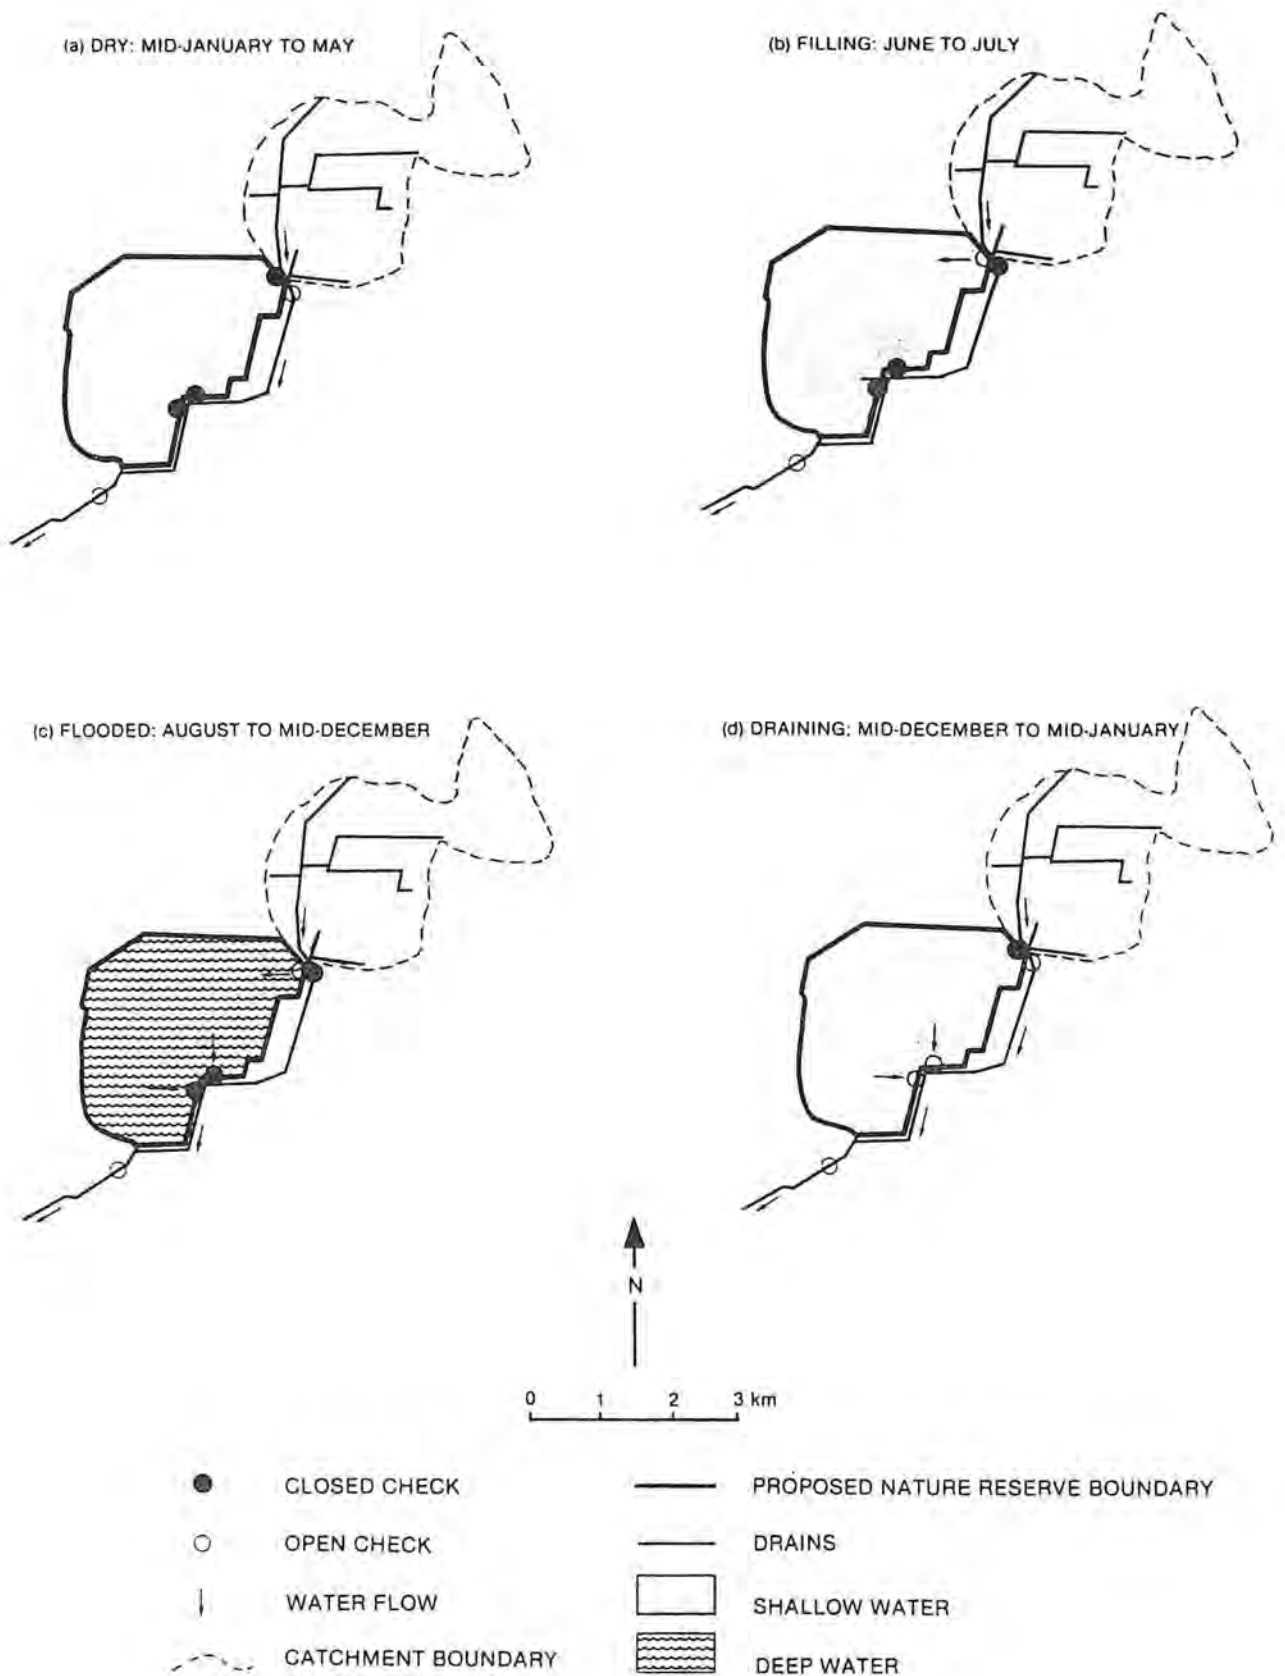 (a) DRY: MID-JANUARY TO MAY
(b) FILLING: JUNE TO JULY
(c) FLOODED: AUGUST TO MID-DECEMBER
(d) DRAINING: MID-DECEMBER TO MID-JANUARY
N
0 1 2 3 km
CLOSED CHECK
PROPOSED NATURE RESERVE BOUNDARY
OPEN CHECK
DRAINS
WATER FLOW
SHALLOW WATER
CATCHMENT BOUNDARY
DEEP WATER